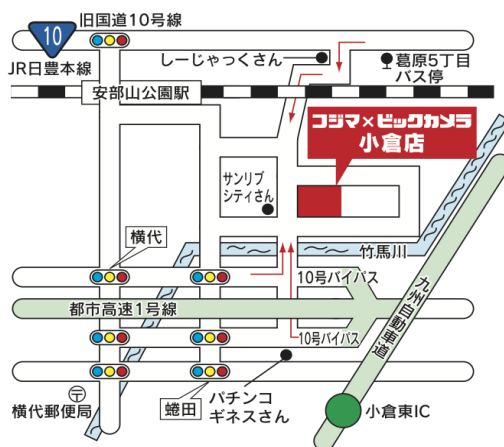 10
旧国道10号線
JR日豊本線
しーじゃっくさん
葛原5丁目
バス停
安部山公園駅
コジマ×ビックカメラ
小倉店
サンリブ
シティさん
横代
竹馬川
10号バイパス
都市高速1号線
九州自動車道
10号バイパス
横代郵便局
蜷田
パチンコ
ギネスさん
小倉東IC